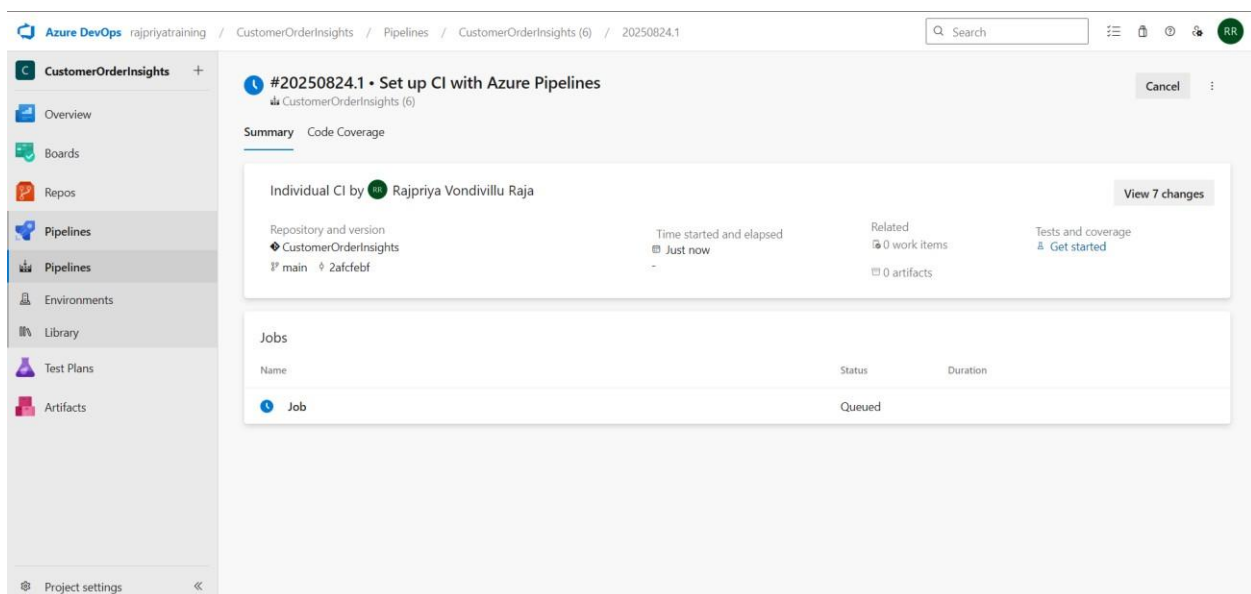 Azure DevOps rajpriyatraining / CustomerOrderInsights / Pipelines / CustomerOrderInsights (6) / 20250824.1
Search
RR
C CustomerOrderInsights +
Overview
Boards
Repos
Pipelines
Pipelines
Environments
Library
Test Plans
Artifacts
Project settings
#20250824.1 • Set up CI with Azure Pipelines
CustomerOrderInsights (6)
Cancel
Summary Code Coverage
Individual CI by RR Rajpriya Vondivillu Raja
View 7 changes
Repository and version
CustomerOrderInsights
main 2afcfebf
Time started and elapsed
Just now
-
Related
0 work items
0 artifacts
Tests and coverage
Get started
Jobs
Name Status Duration
Job Queued